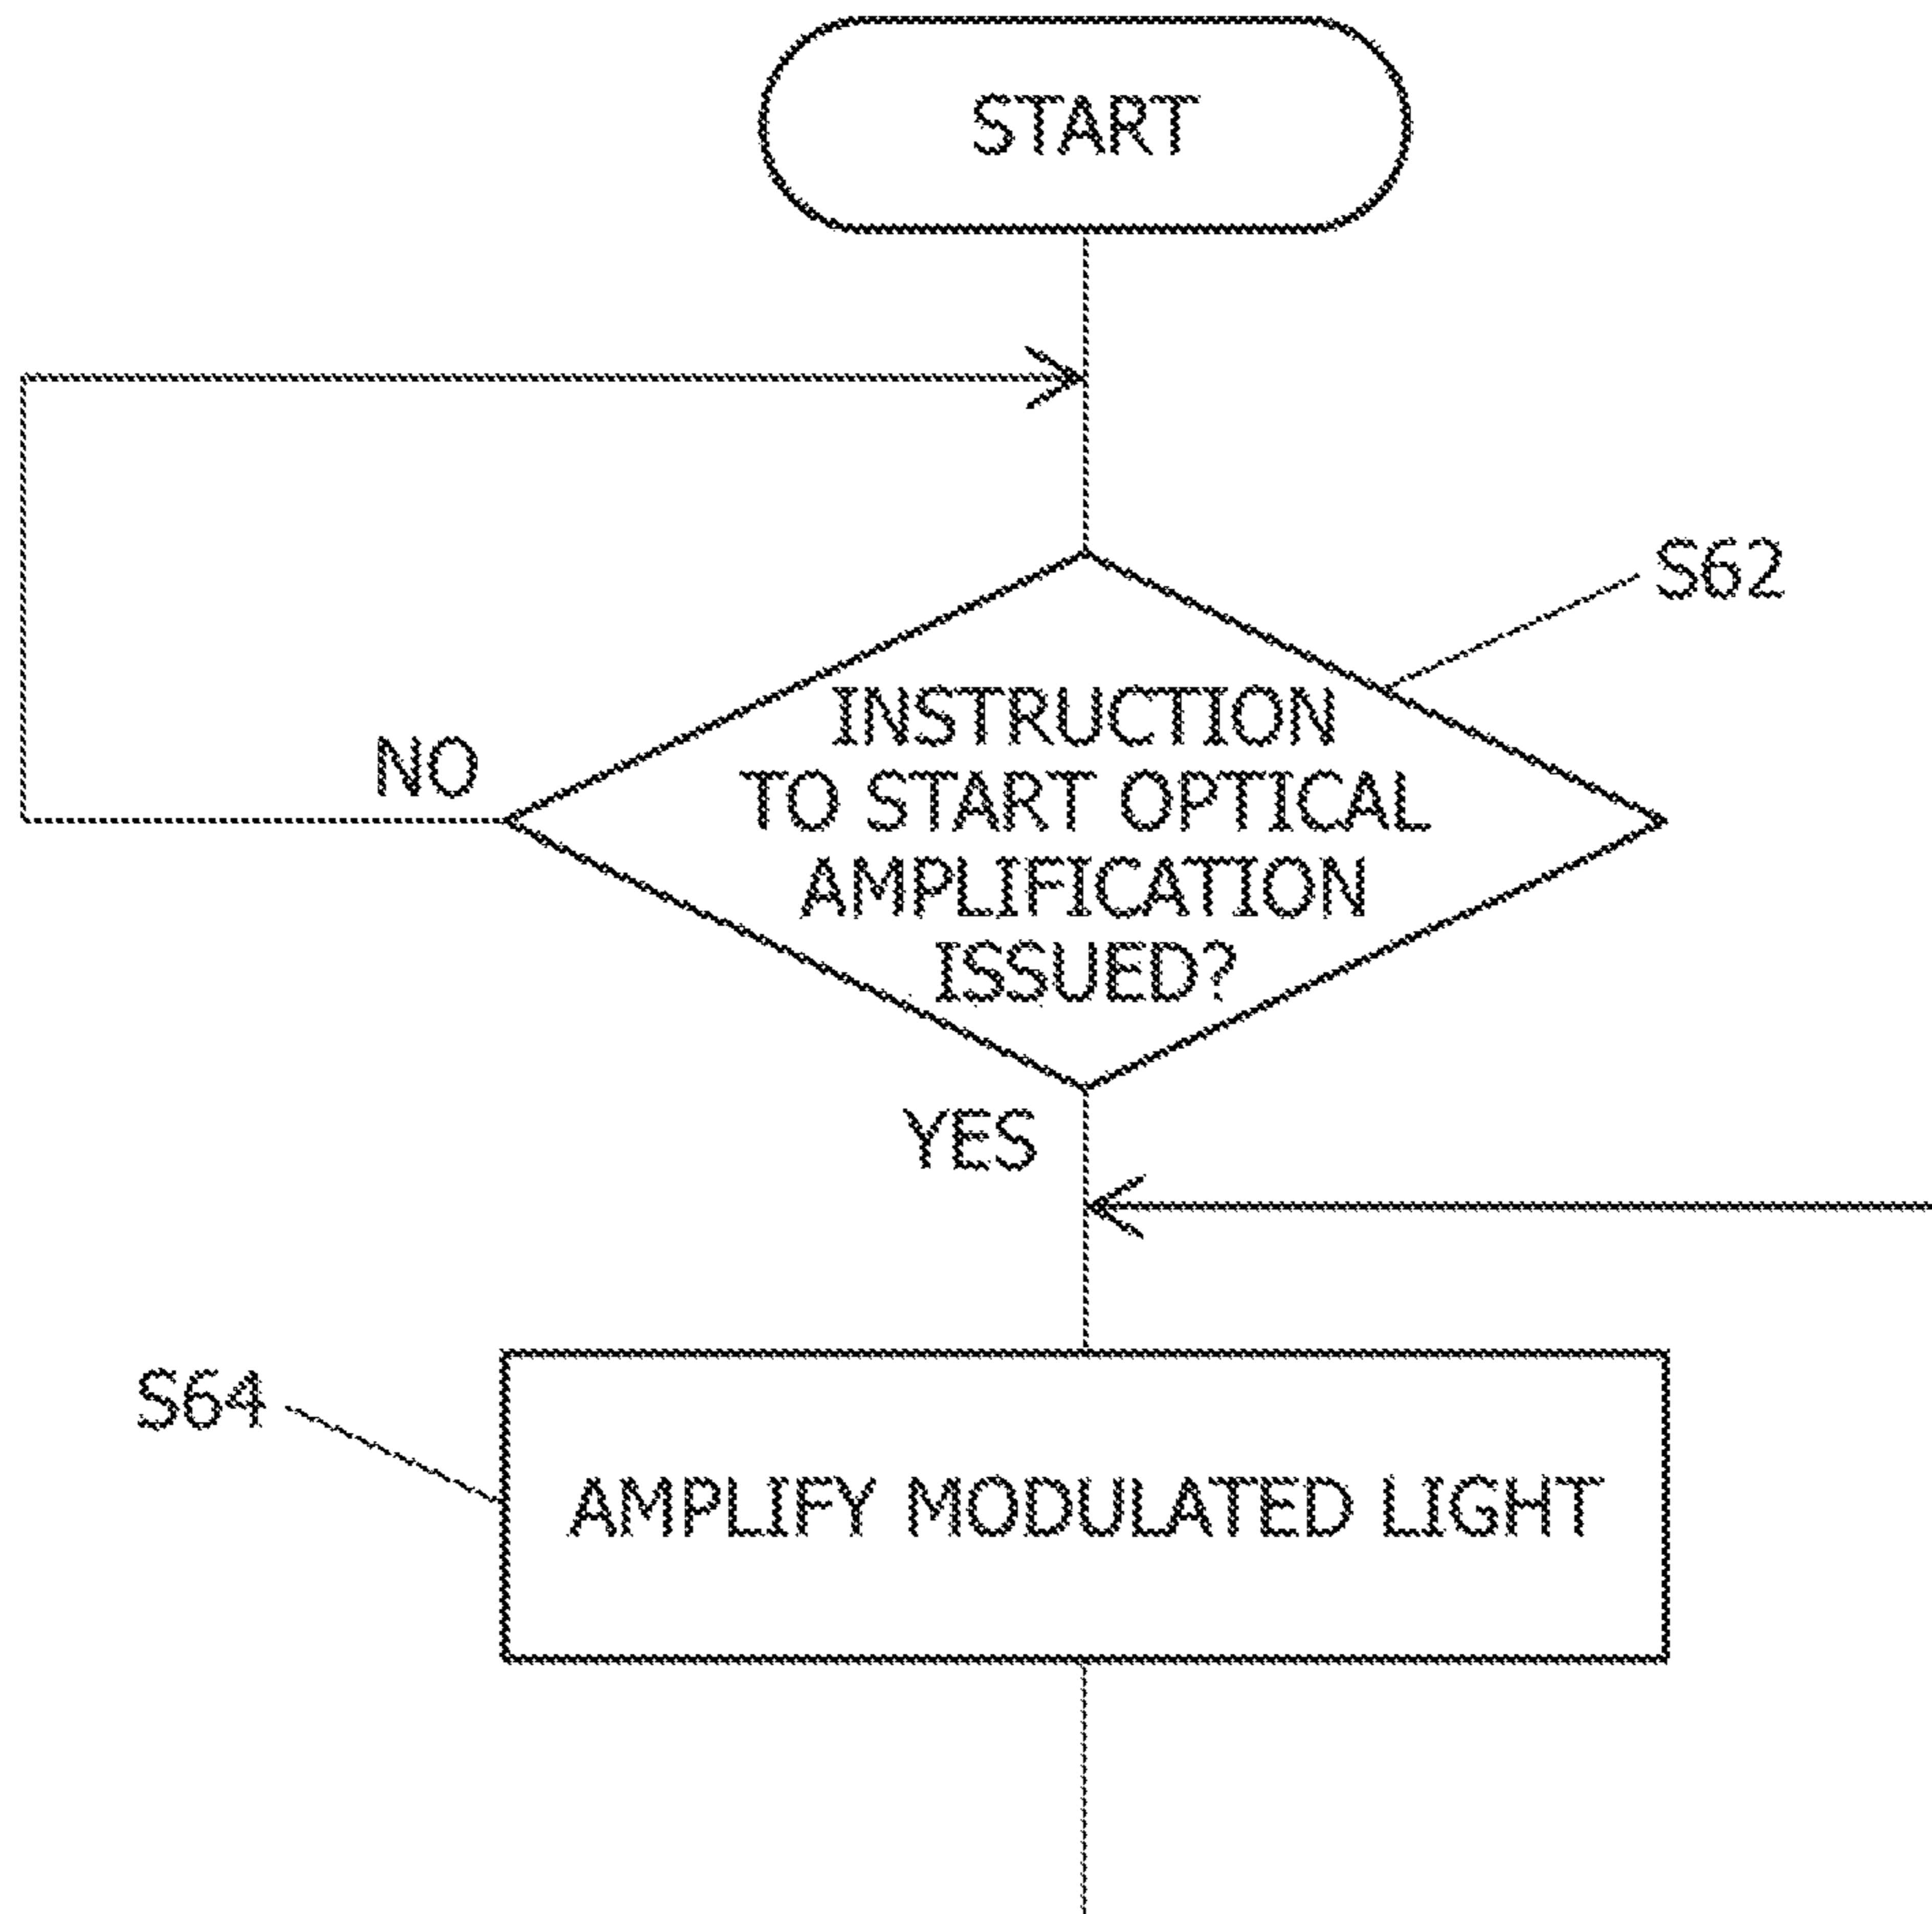 START
S62
INSTRUCTION
TO START OPTICAL
AMPLIFICATION
ISSUED?
NO
YES
S64
AMPLIFY MODULATED LIGHT